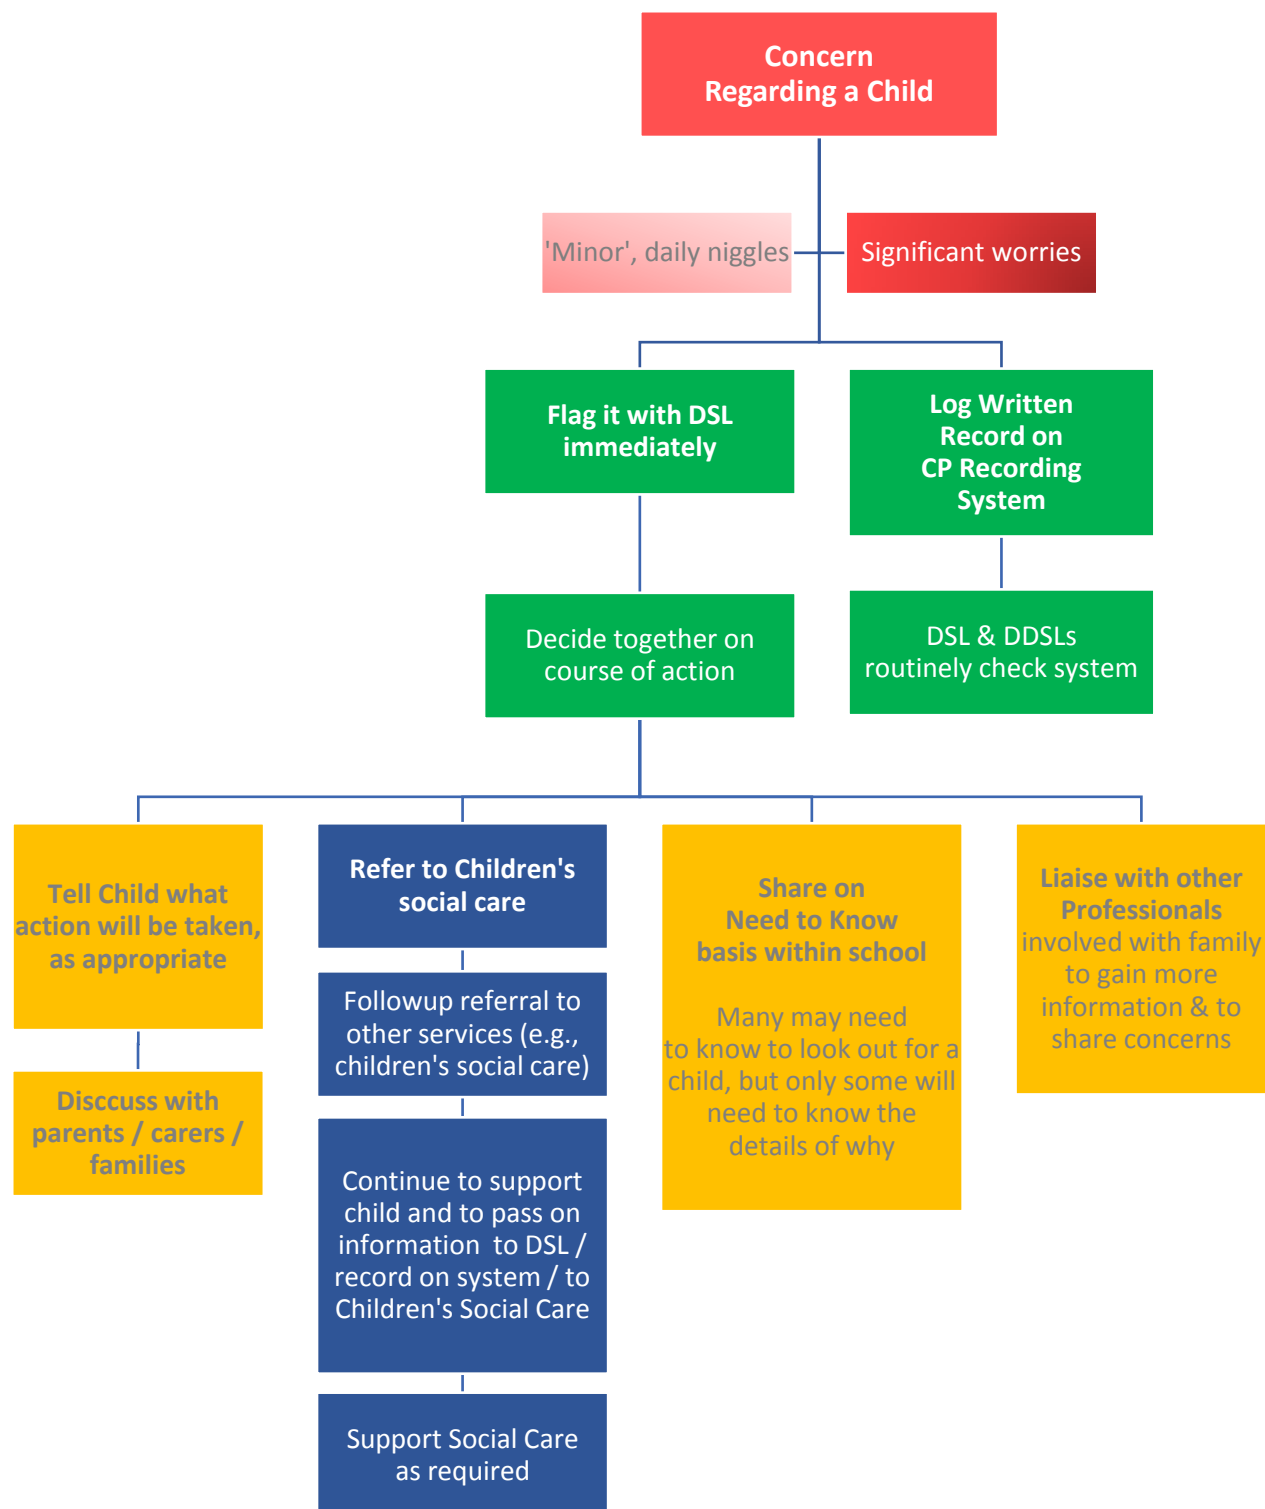 Concern
Regarding a Child
'Minor', daily niggles
Significant worries
Flag it with DSL
immediately
Log Written
Record on
CP Recording
System
Decide together on
course of action
DSL & DDSLs
routinely check system
Tell Child what
action will be taken,
as appropriate
Disccuss with
parents / carers /
families
Refer to Children's
social care
Followup referral to
other services (e.g.,
children's social care)
Continue to support
child and to pass on
information to DSL /
record on system / to
Children's Social Care
Support Social Care
as required
Share on
Need to Know
basis within school
Many may need
to know to look out for a
child, but only some will
need to know the
details of why
Liaise with other
Professionals
involved with family
to gain more
information & to
share concerns